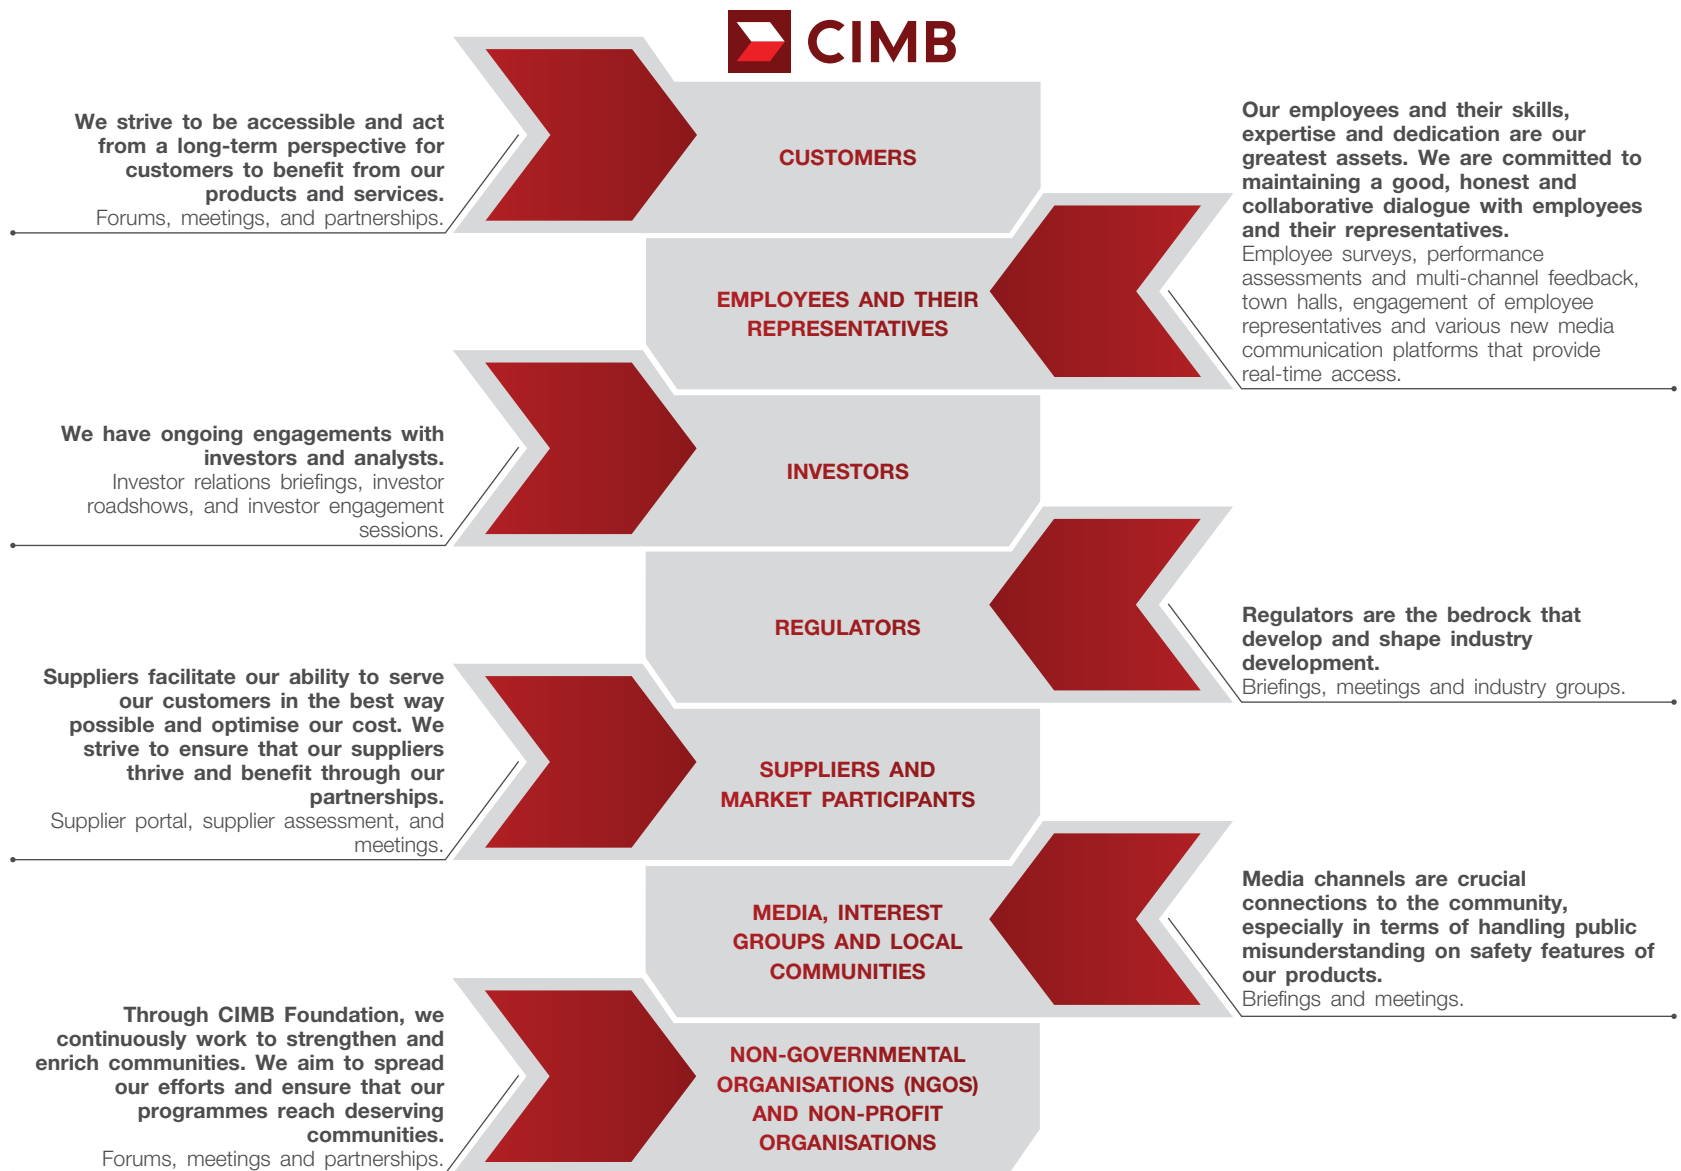 CIMB
We strive to be accessible and act
from a long-term perspective for
customers to benefit from our
products and services.
Forums, meetings, and partnerships.
CUSTOMERS
Our employees and their skills,
expertise and dedication are our
greatest assets. We are committed to
maintaining a good, honest and
collaborative dialogue with employees
and their representatives.
Employee surveys, performance
assessments and multi-channel feedback,
town halls, engagement of employee
representatives and various new media
communication platforms that provide
real-time access.
EMPLOYEES AND THEIR
REPRESENTATIVES
We have ongoing engagements with
investors and analysts.
Investor relations briefings, investor
roadshows, and investor engagement
sessions.
INVESTORS
REGULATORS
Regulators are the bedrock that
develop and shape industry
development.
Briefings, meetings and industry groups.
Suppliers facilitate our ability to serve
our customers in the best way
possible and optimise our cost. We
strive to ensure that our suppliers
thrive and benefit through our
partnerships.
Supplier portal, supplier assessment, and
meetings.
SUPPLIERS AND
MARKET PARTICIPANTS
MEDIA, INTEREST
GROUPS AND LOCAL
COMMUNITIES
Media channels are crucial
connections to the community,
especially in terms of handling public
misunderstanding on safety features of
our products.
Briefings and meetings.
Through CIMB Foundation, we
continuously work to strengthen and
enrich communities. We aim to spread
our efforts and ensure that our
programmes reach deserving
communities.
Forums, meetings and partnerships.
NON-GOVERNMENTAL
ORGANISATIONS (NGOS)
AND NON-PROFIT
ORGANISATIONS